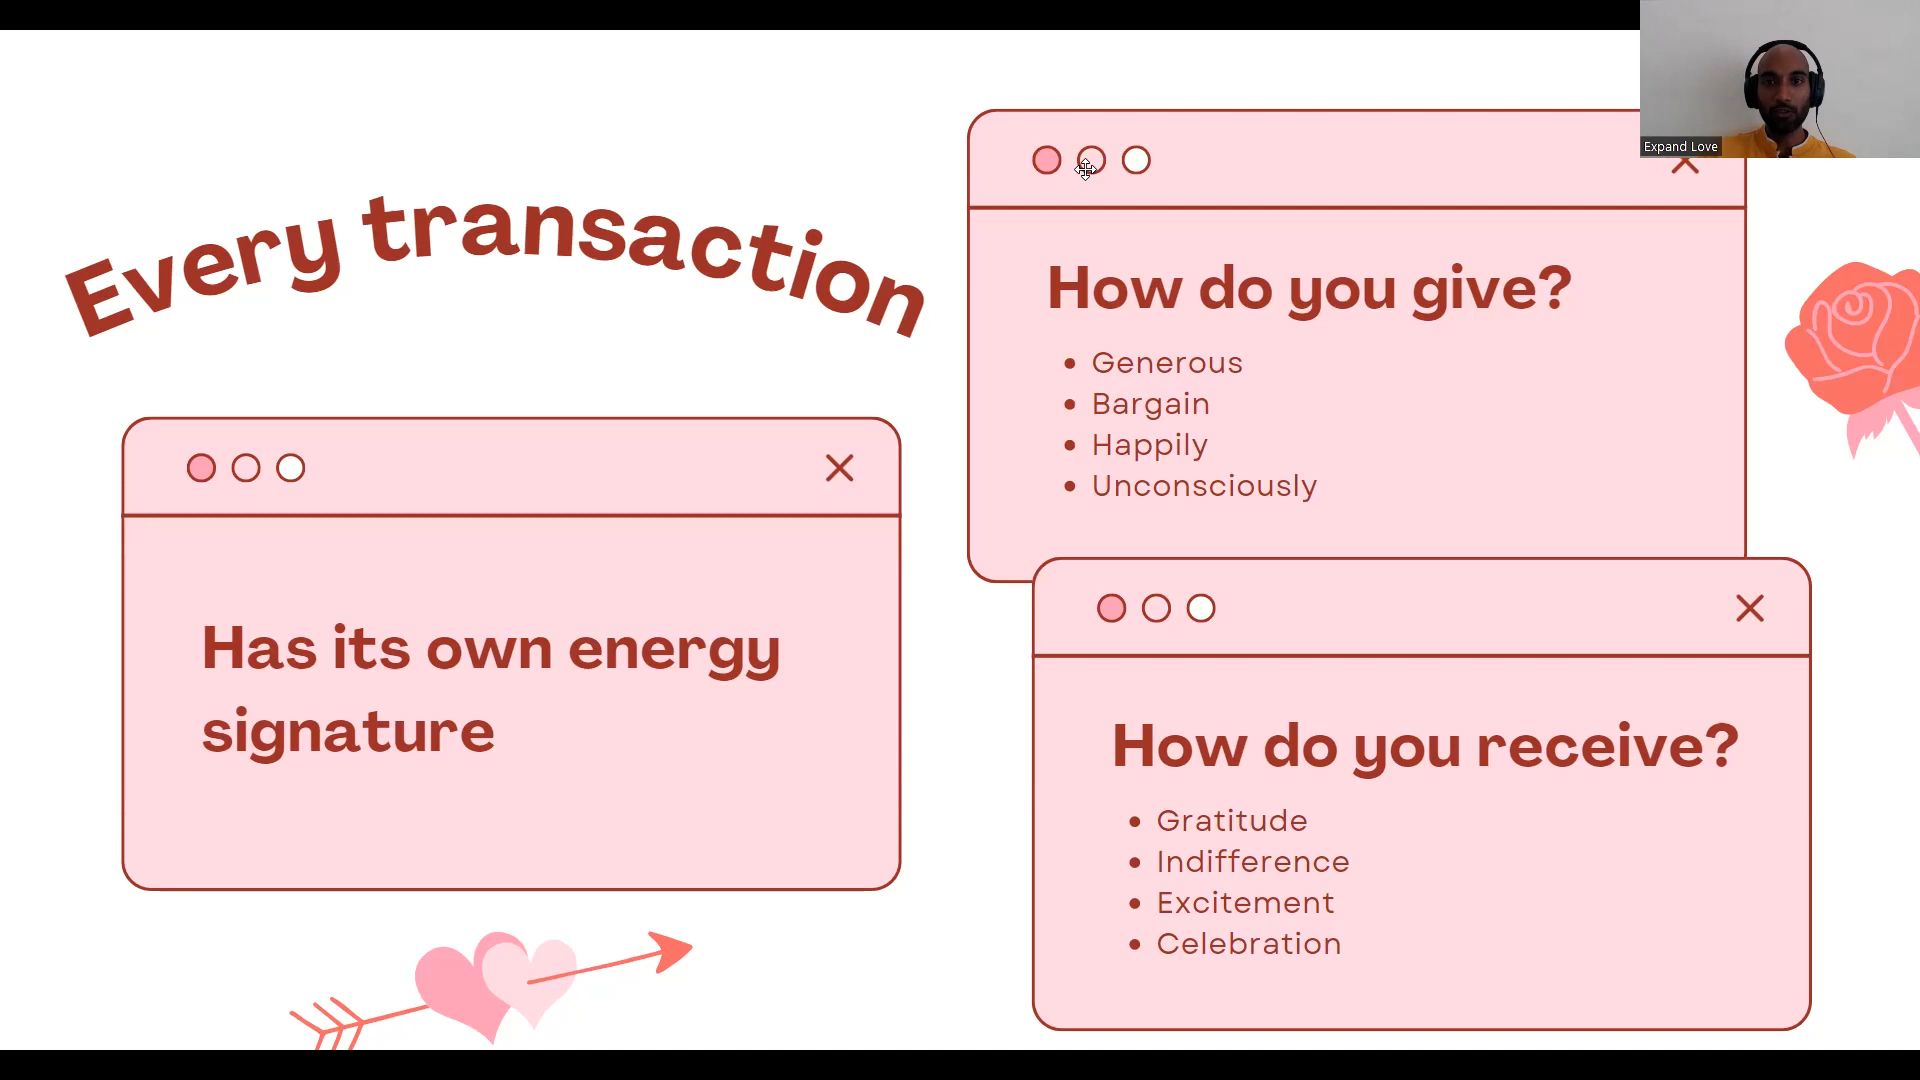 Every transaction
Has its own energy
signature
How do you give?
Generous
Bargain
Happily
Unconsciously
How do you receive?
Gratitude
Indifference
Excitement
Celebration
Expand Love